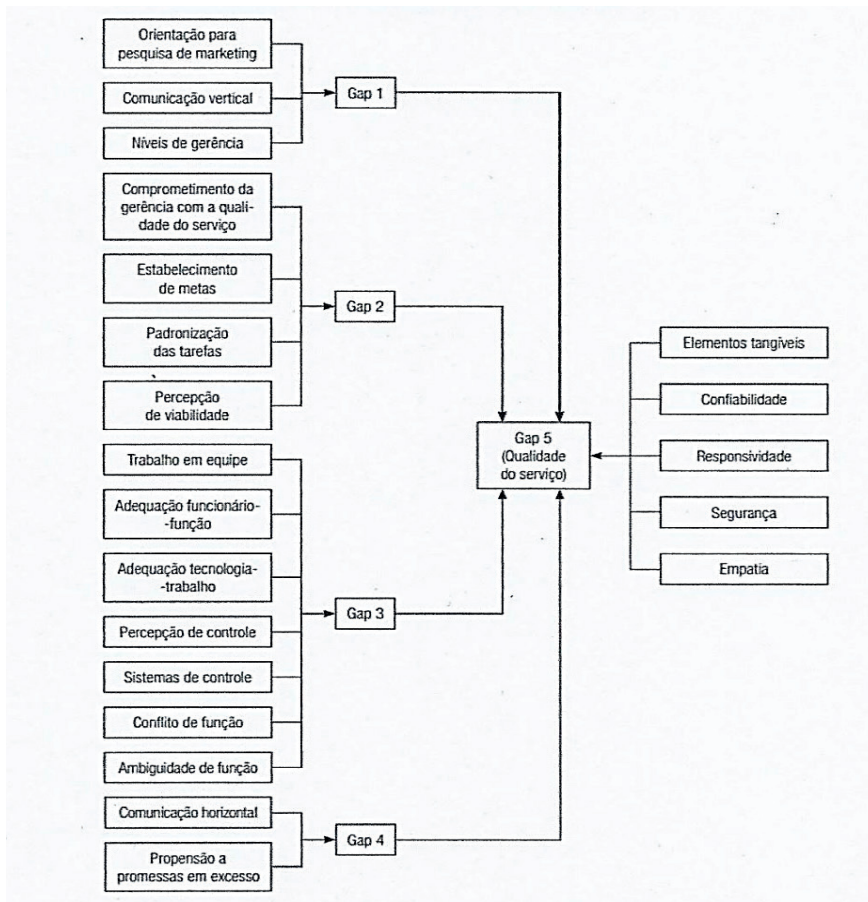 Orientação para
pesquisa de marketing
Comunicação vertical
Níveis de gerência
Gap 1
Comprometimento da
gerência com a quali-
dade do serviço
Estabelecimento
de metas
Padronização
das tarefas
Percepção
de viabilidade
Gap 2
Trabalho em equipe
Adequação funcionário-
-função
Adequação tecnologia-
-trabalho
Percepção de controle
Sistemas de controle
Conflito de função
Ambiguidade de função
Gap 3
Comunicação horizontal
Propensão a
promessas em excesso
Gap 4
Gap 5
(Qualidade
do serviço)
Elementos tangíveis
Confiabilidade
Responsividade
Segurança
Empatia